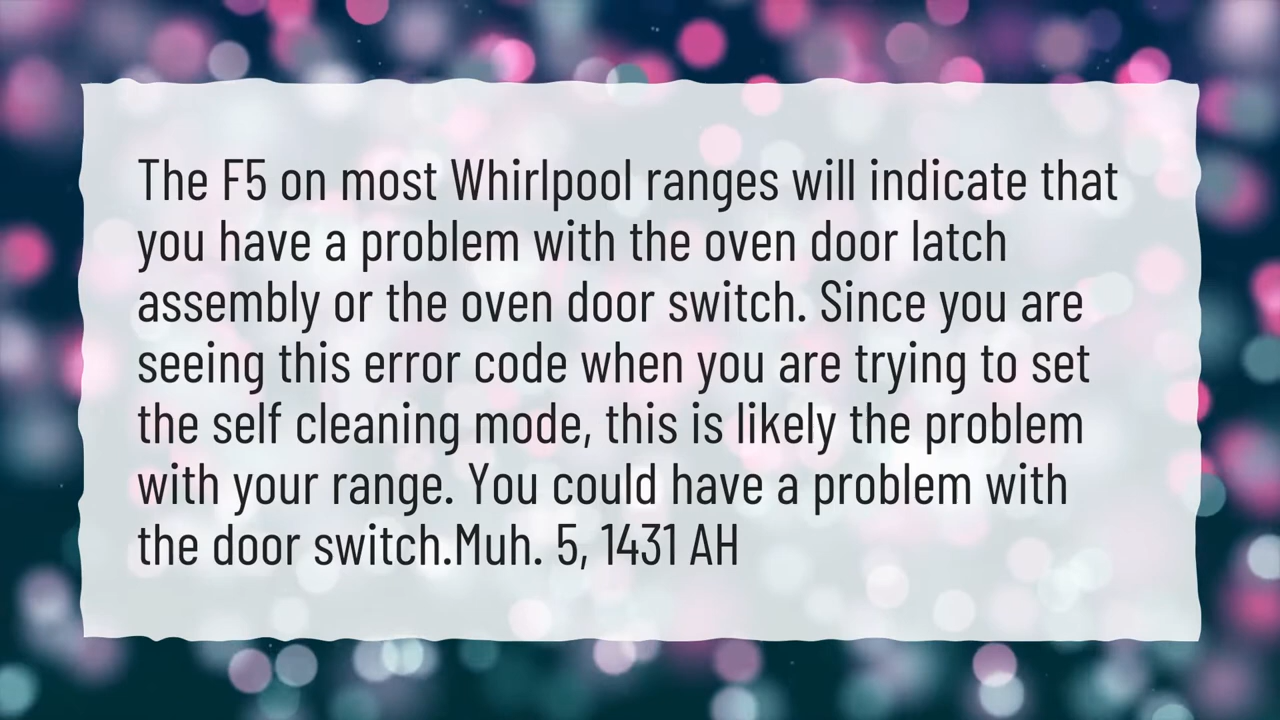 The F5 on most Whirlpool ranges will indicate that
you have a problem with the oven door latch
assembly or the oven door switch. Since you are
seeing this error code when you are trying to set
the self cleaning mode, this is likely the problem
with your range. You could have a problem with
the door switch.Muh. 5, 1431 AH